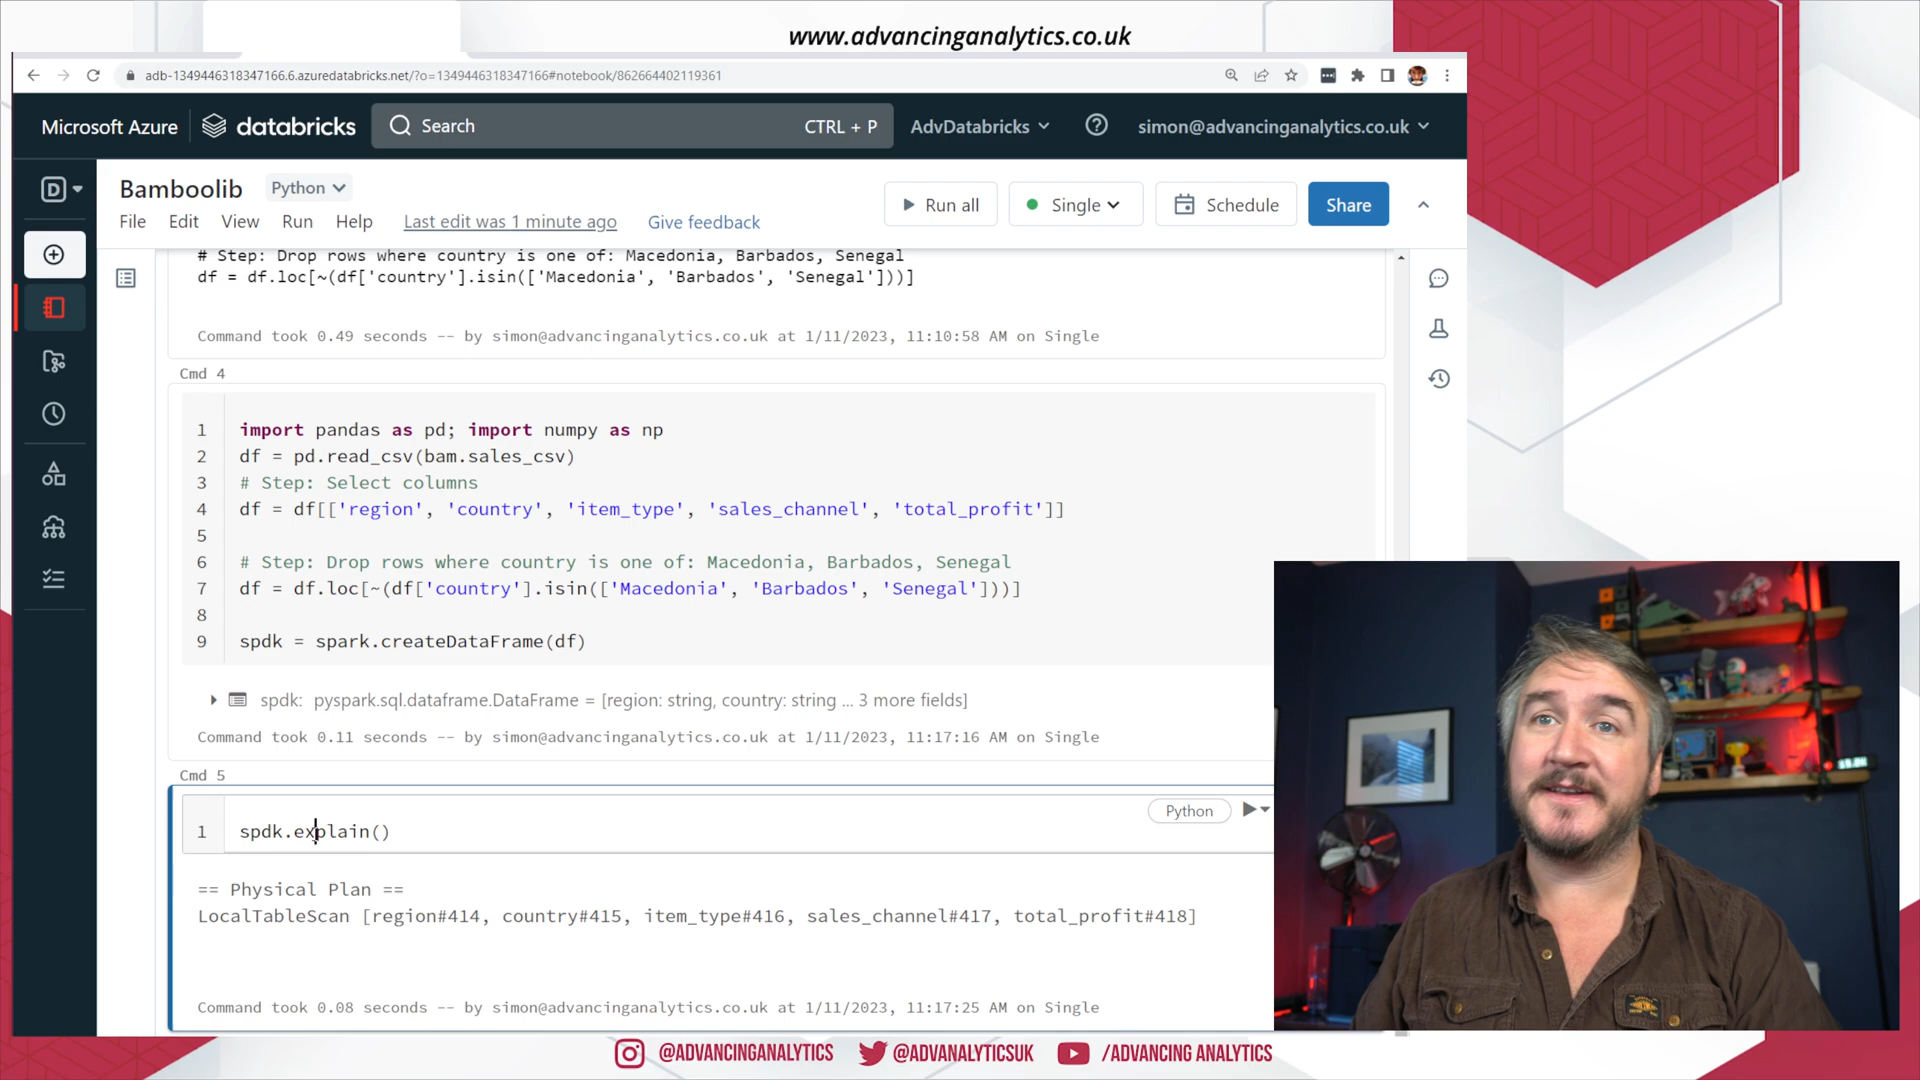 www.advancinganalytics.co.uk
adb-1349446318347166.6.azuredatabricks.net/?o=1349446318347166#notebook/862664402119361
Microsoft Azure
databricks
Search
CTRL + P
AdvDatabricks
simon@advancinganalytics.co.uk
D
Bamboolib
Python
Run all
Single
Schedule
Share
File
Edit
View
Run
Help
Last edit was 1 minute ago
Give feedback
# Step: Drop rows where country is one of: Macedonia, Barbados, Senegal
df = df.loc[~(df['country'].isin(['Macedonia', 'Barbados', 'Senegal']))]
Command took 0.49 seconds -- by simon@advancinganalytics.co.uk at 1/11/2023, 11:10:58 AM on Single
Cmd 4
1 import pandas as pd; import numpy as np
2 df = pd.read_csv(bam.sales_csv)
3 # Step: Select columns
4 df = df[['region', 'country', 'item_type', 'sales_channel', 'total_profit']]
5
6 # Step: Drop rows where country is one of: Macedonia, Barbados, Senegal
7 df = df.loc[~(df['country'].isin(['Macedonia', 'Barbados', 'Senegal']))]
8
9 spdk = spark.createDataFrame(df)
spdk: pyspark.sql.dataframe.DataFrame = [region: string, country: string ... 3 more fields]
Command took 0.11 seconds -- by simon@advancinganalytics.co.uk at 1/11/2023, 11:17:16 AM on Single
Cmd 5
Python
1 spdk.explain()
== Physical Plan ==
LocalTableScan [region#414, country#415, item_type#416, sales_channel#417, total_profit#418]
Command took 0.08 seconds -- by simon@advancinganalytics.co.uk at 1/11/2023, 11:17:25 AM on Single
@ADVANCINGANALYTICS
@ADVANALYTICSUK
/ADVANCING ANALYTICS